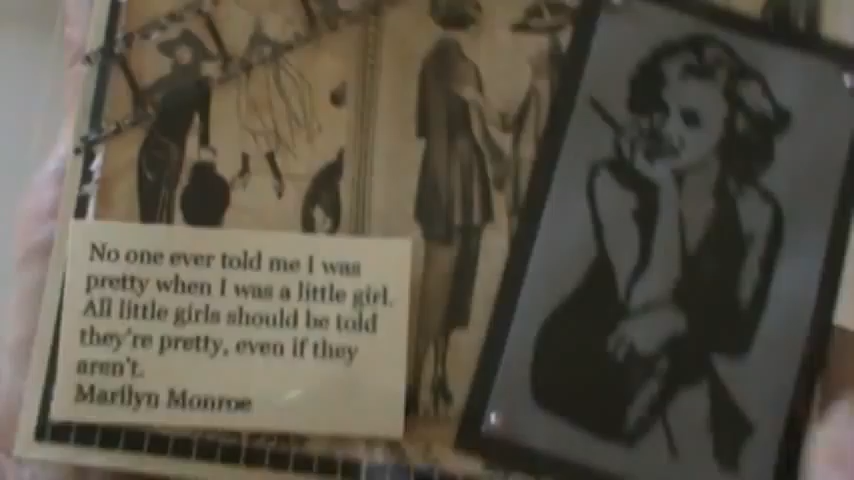 No one ever told me I was
pretty when I was a little girl.
All little girls should be told
they're pretty, even if they
aren't.
Marilyn Monroe